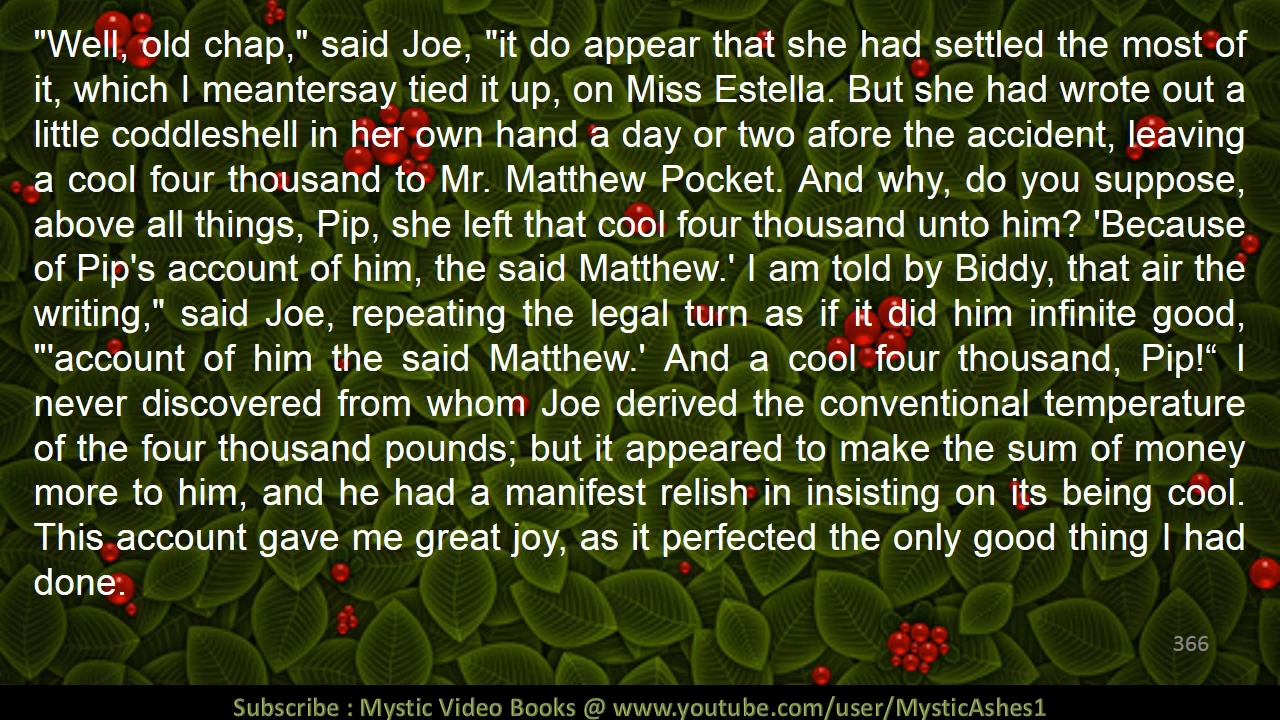 "Well, old chap," said Joe, "it do appear that she had settled the most of
it, which I meantersay tied it up, on Miss Estella. But she had wrote out a
little coddleshell in her own hand a day or two afore the accident, leaving
a cool four thousand to Mr. Matthew Pocket. And why, do you suppose,
above all things, Pip, she left that cool four thousand unto him? 'Because
of Pip's account of him, the said Matthew.' I am told by Biddy, that air the
writing," said Joe, repeating the legal turn as if it did him infinite good,
"'account of him the said Matthew.' And a cool four thousand, Pip!“ I
never discovered from whom Joe derived the conventional temperature
of the four thousand pounds; but it appeared to make the sum of money
more to him, and he had a manifest relish in insisting on its being cool.
This account gave me great joy, as it perfected the only good thing I had
done.
366
Subscribe : Mystic Video Books @ www.youtube.com/user/MysticAshes1